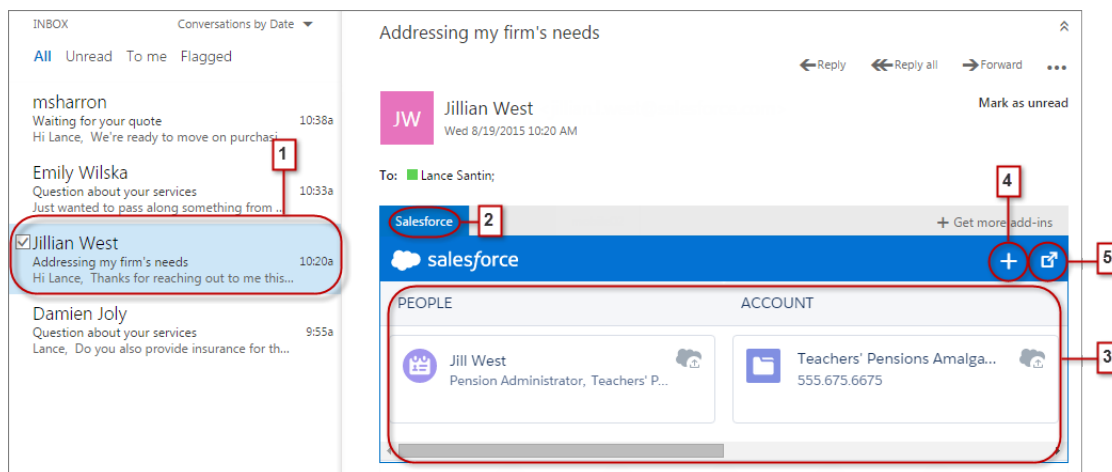 INBOX Conversations by Date
All Unread To me Flagged
msharron
Waiting for your quote 10:38a
Hi Lance, We're ready to move on purchasi...
1
Emily Wilska
Question about your services 10:33a
Just wanted to pass along something from ...
Jillian West
Addressing my firm's needs 10:20a
Hi Lance, Thanks for reaching out to me this...
Damien Joly
Question about your services 9:55a
Lance, Do you also provide insurance for th...
Addressing my firm's needs
Reply Reply all Forward
JW
Jillian West Mark as unread
Wed 8/19/2015 10:20 AM
To: Lance Santin;
4
Salesforce 2 + Get more add-ins
salesforce
5
PEOPLE ACCOUNT
3
Jill West Teachers' Pensions Amalga...
Pension Administrator, Teachers' P... 555.675.6675